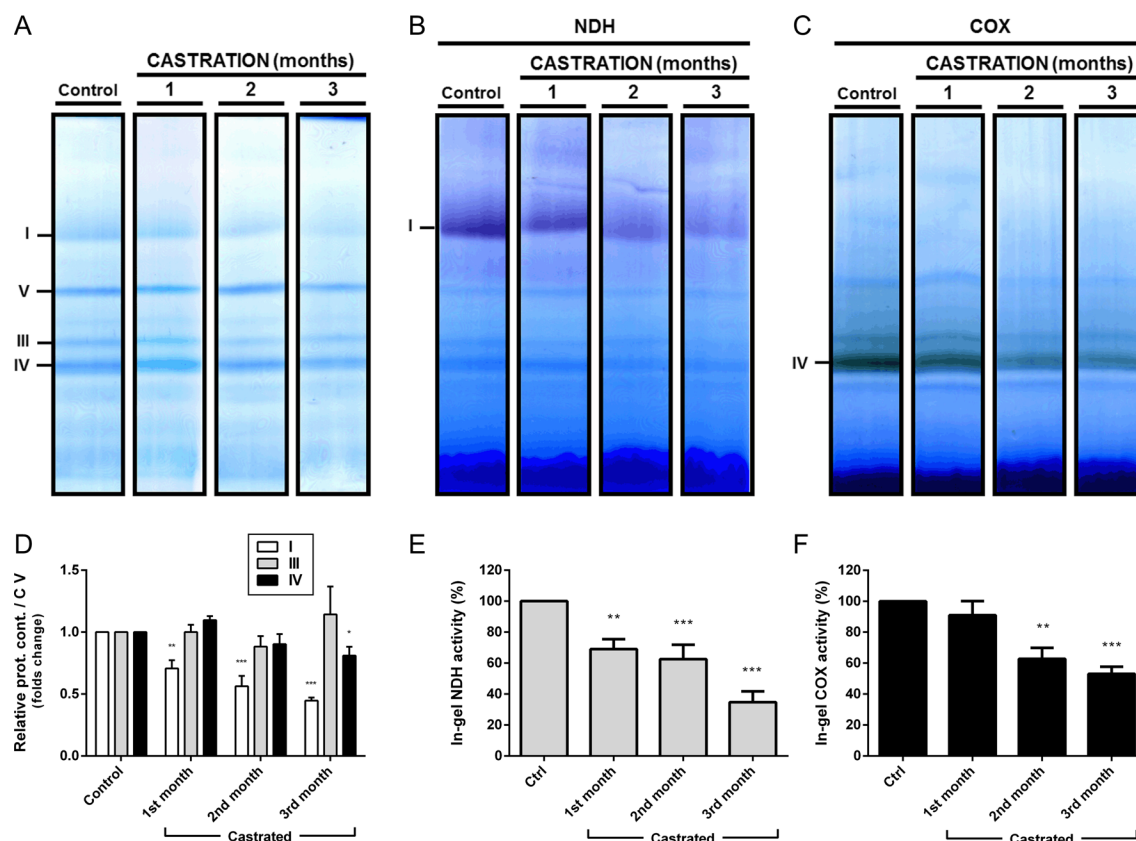 A
CASTRATION (months)
Control 1 2 3
I
V
III
IV
B
NDH
CASTRATION (months)
Control 1 2 3
I
C
COX
CASTRATION (months)
Control 1 2 3
IV
D
I
III
IV
Relative prot. cont. / C V
(folds change)
1.5
1.0
0.5
0.0
** *** *** *
Control 1st month 2nd month 3rd month
Castrated
E
In-gel NDH activity (%)
120
100
80
60
40
20
0
** *** ***
Ctrl 1st month 2nd month 3rd month
Castrated
F
In-gel COX activity (%)
120
100
80
60
40
20
0
** ***
Ctrl 1st month 2nd month 3rd month
Castrated